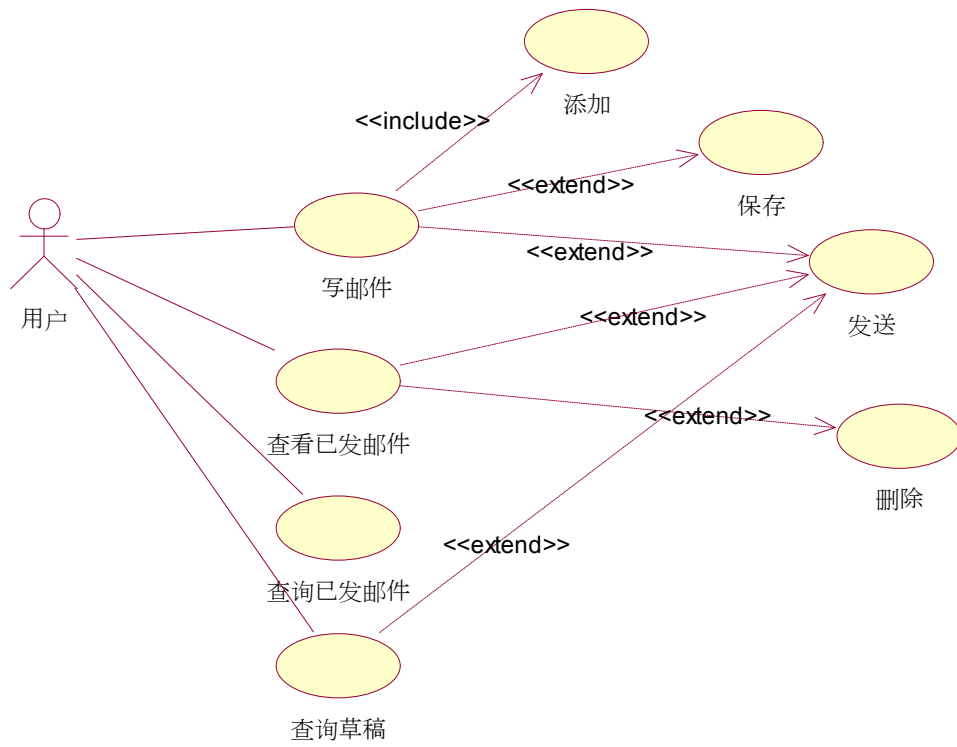 添加
<<include>>
保存
<<extend>>
用户
写邮件
<<extend>>
发送
<<extend>>
查看已发邮件
<<extend>>
删除
<<extend>>
查询已发邮件
查询草稿